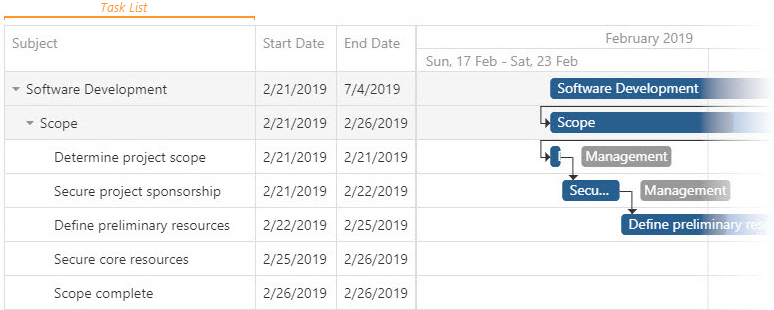 Task List
Subject Start Date End Date February 2019
Sun, 17 Feb - Sat, 23 Feb
Software Development 2/21/2019 7/4/2019 Software Development
Scope 2/21/2019 2/26/2019 Scope
Determine project scope 2/21/2019 2/21/2019 Management
Secure project sponsorship 2/21/2019 2/22/2019 Secu... Management
Define preliminary resources 2/22/2019 2/25/2019 Define preliminary reso
Secure core resources 2/25/2019 2/26/2019
Scope complete 2/26/2019 2/26/2019